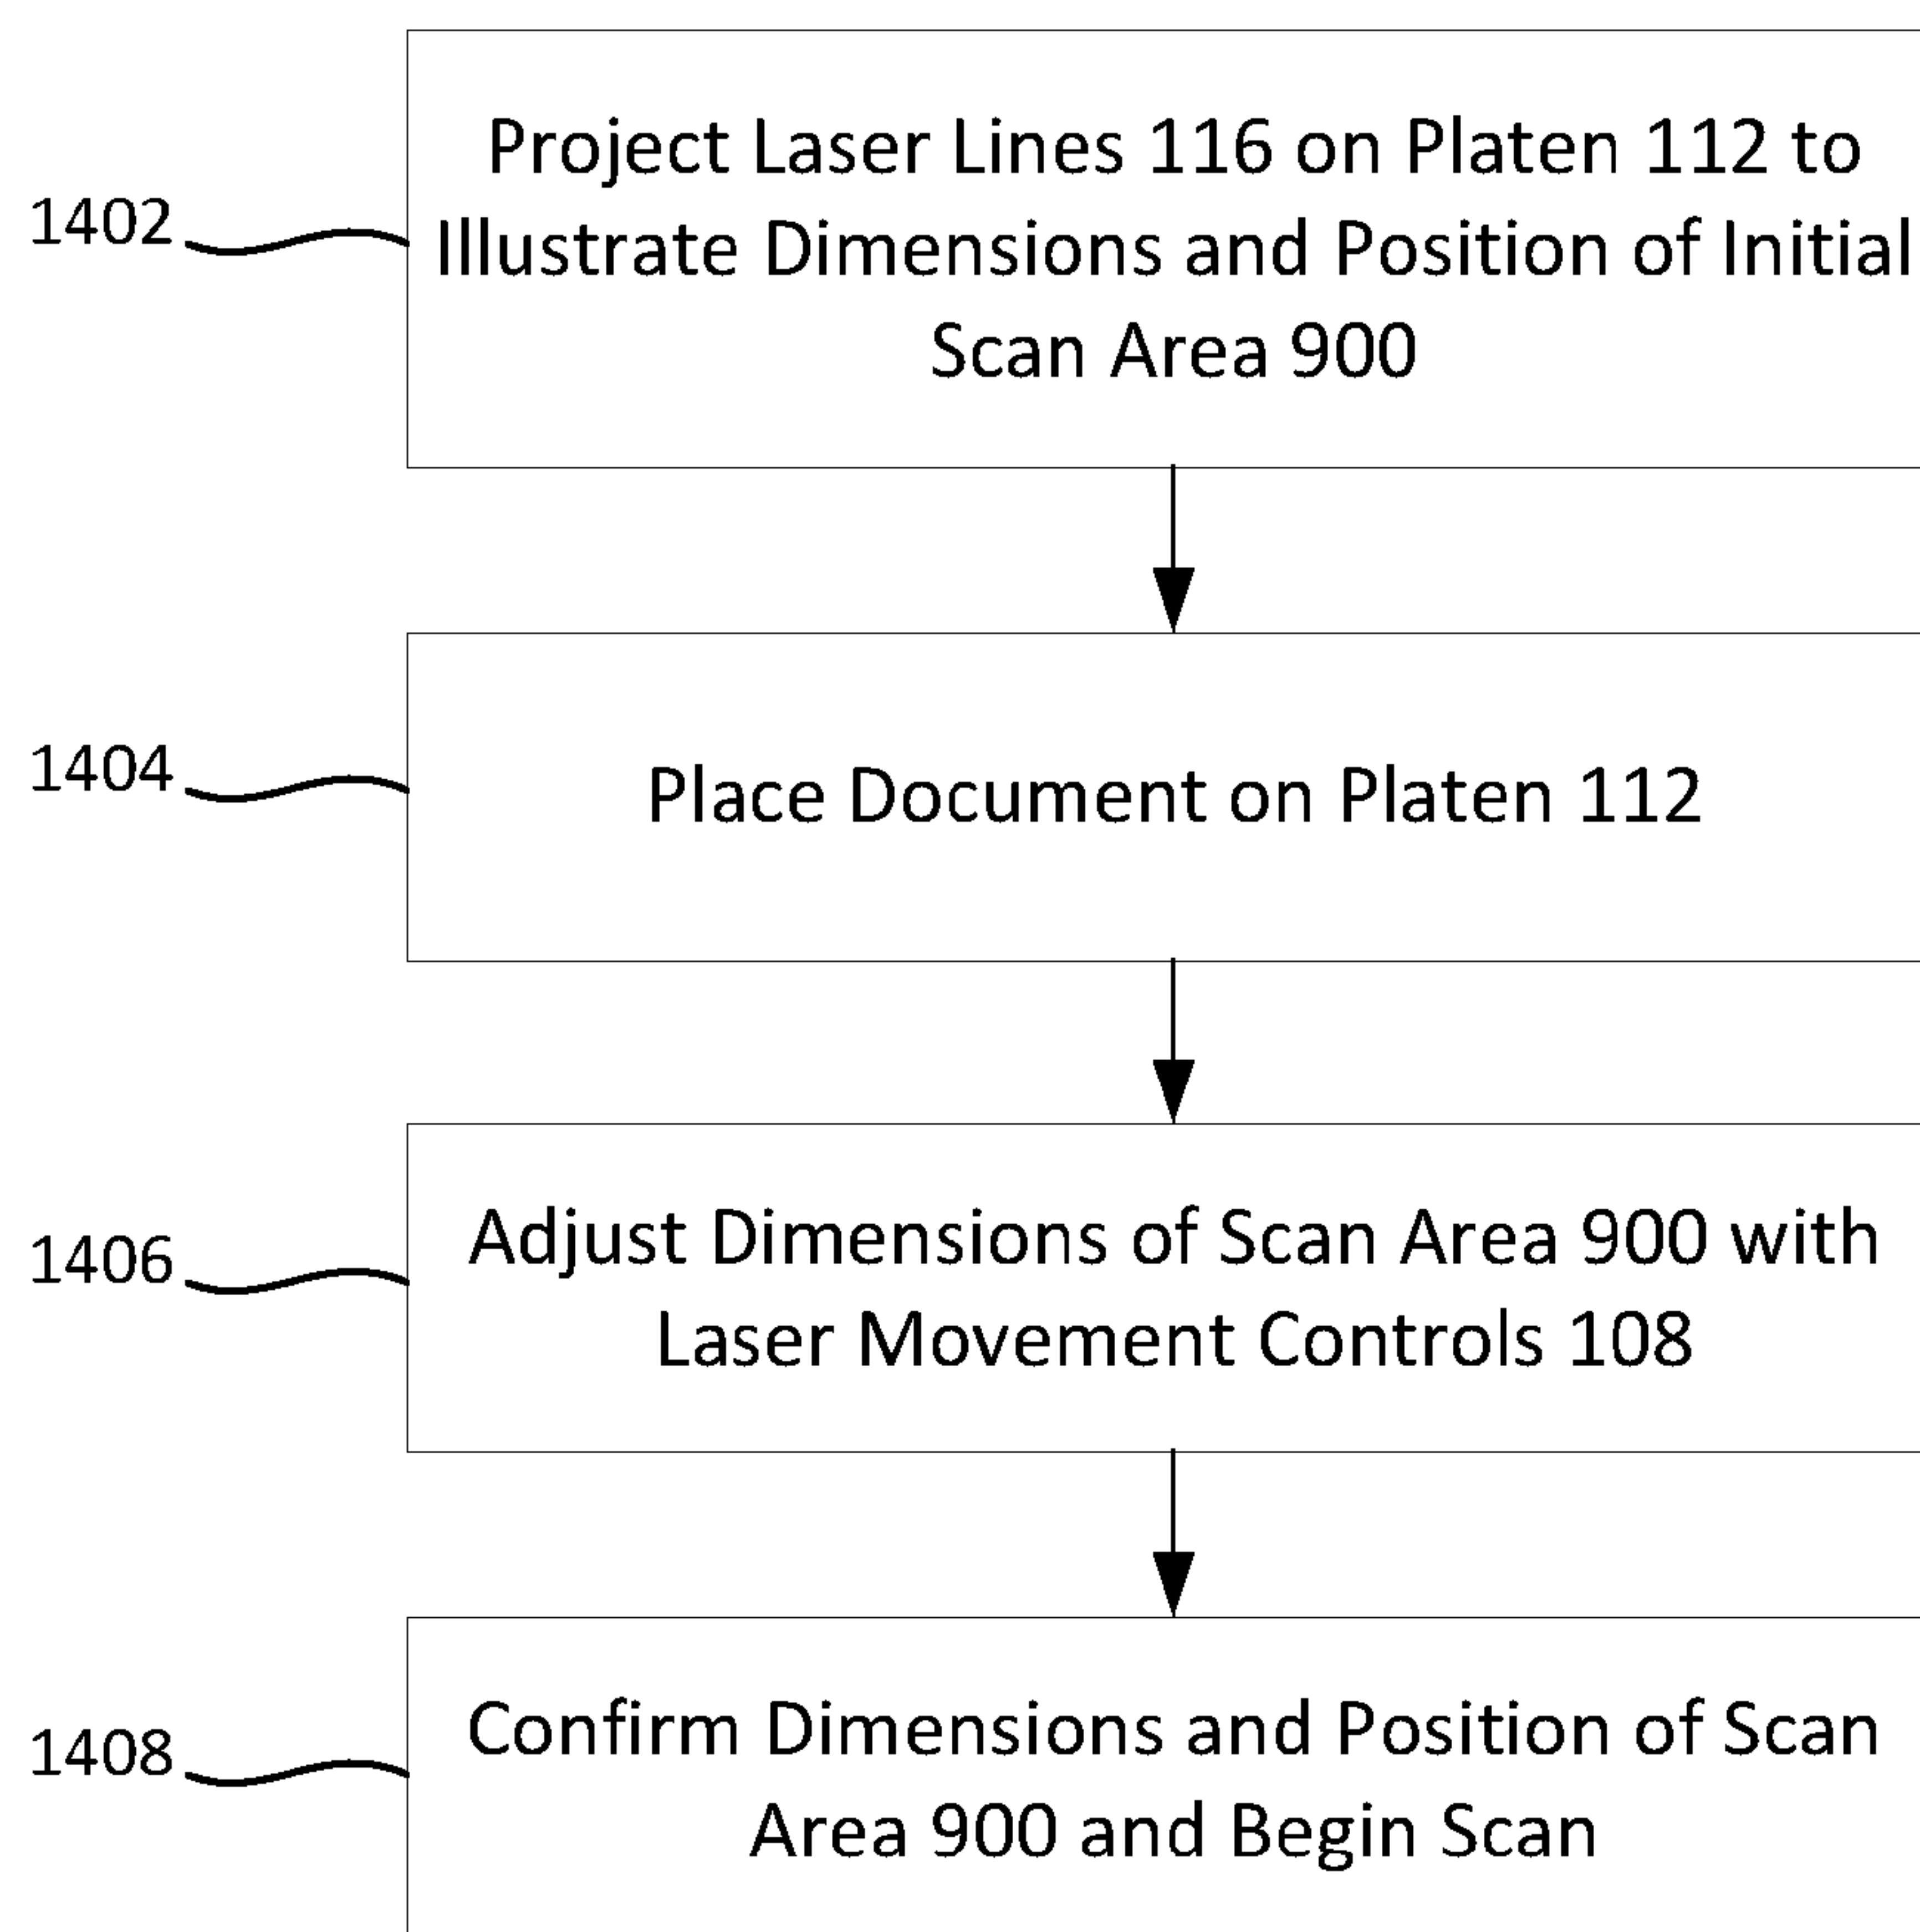 Project Laser Lines 116 on Platen 112 to
1402
Illustrate Dimensions and Position of Initial
Scan Area 900
1404
Place Document on Platen 112
Adjust Dimensions of Scan Area 900 with
1406
Laser Movement Controls 108
Confirm Dimensions and Position of Scan
1408
Area 900 and Begin Scan